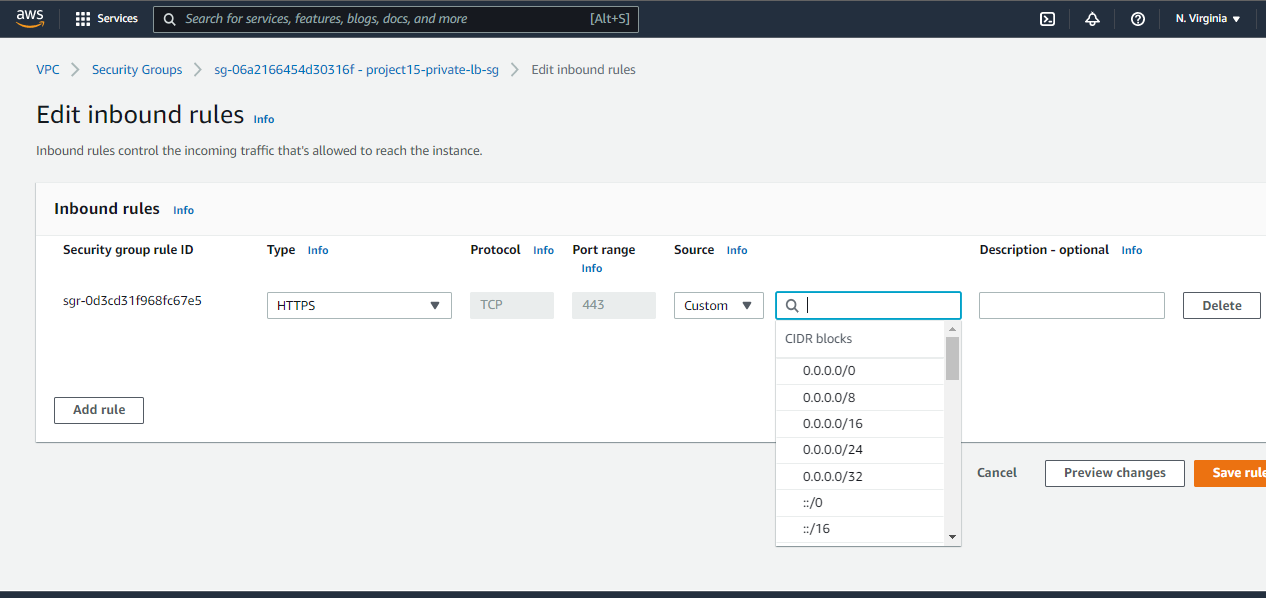 aws
Services
Search for services, features, blogs, docs, and more
[Alt+S]
N. Virginia
VPC
Security Groups
sg-06a2166454d30316f - project15-private-lb-sg
Edit inbound rules
Edit inbound rules Info
Inbound rules control the incoming traffic that's allowed to reach the instance.
Inbound rules Info
Security group rule ID
Type Info
Protocol Info
Port range
Info
Source Info
Description - optional Info
sgr-0d3cd31f968fc67e5
HTTPS
TCP
443
Custom
Delete
CIDR blocks
0.0.0.0/0
0.0.0.0/8
0.0.0.0/16
0.0.0.0/24
0.0.0.0/32
::/0
::/16
Add rule
Cancel
Preview changes
Save rule